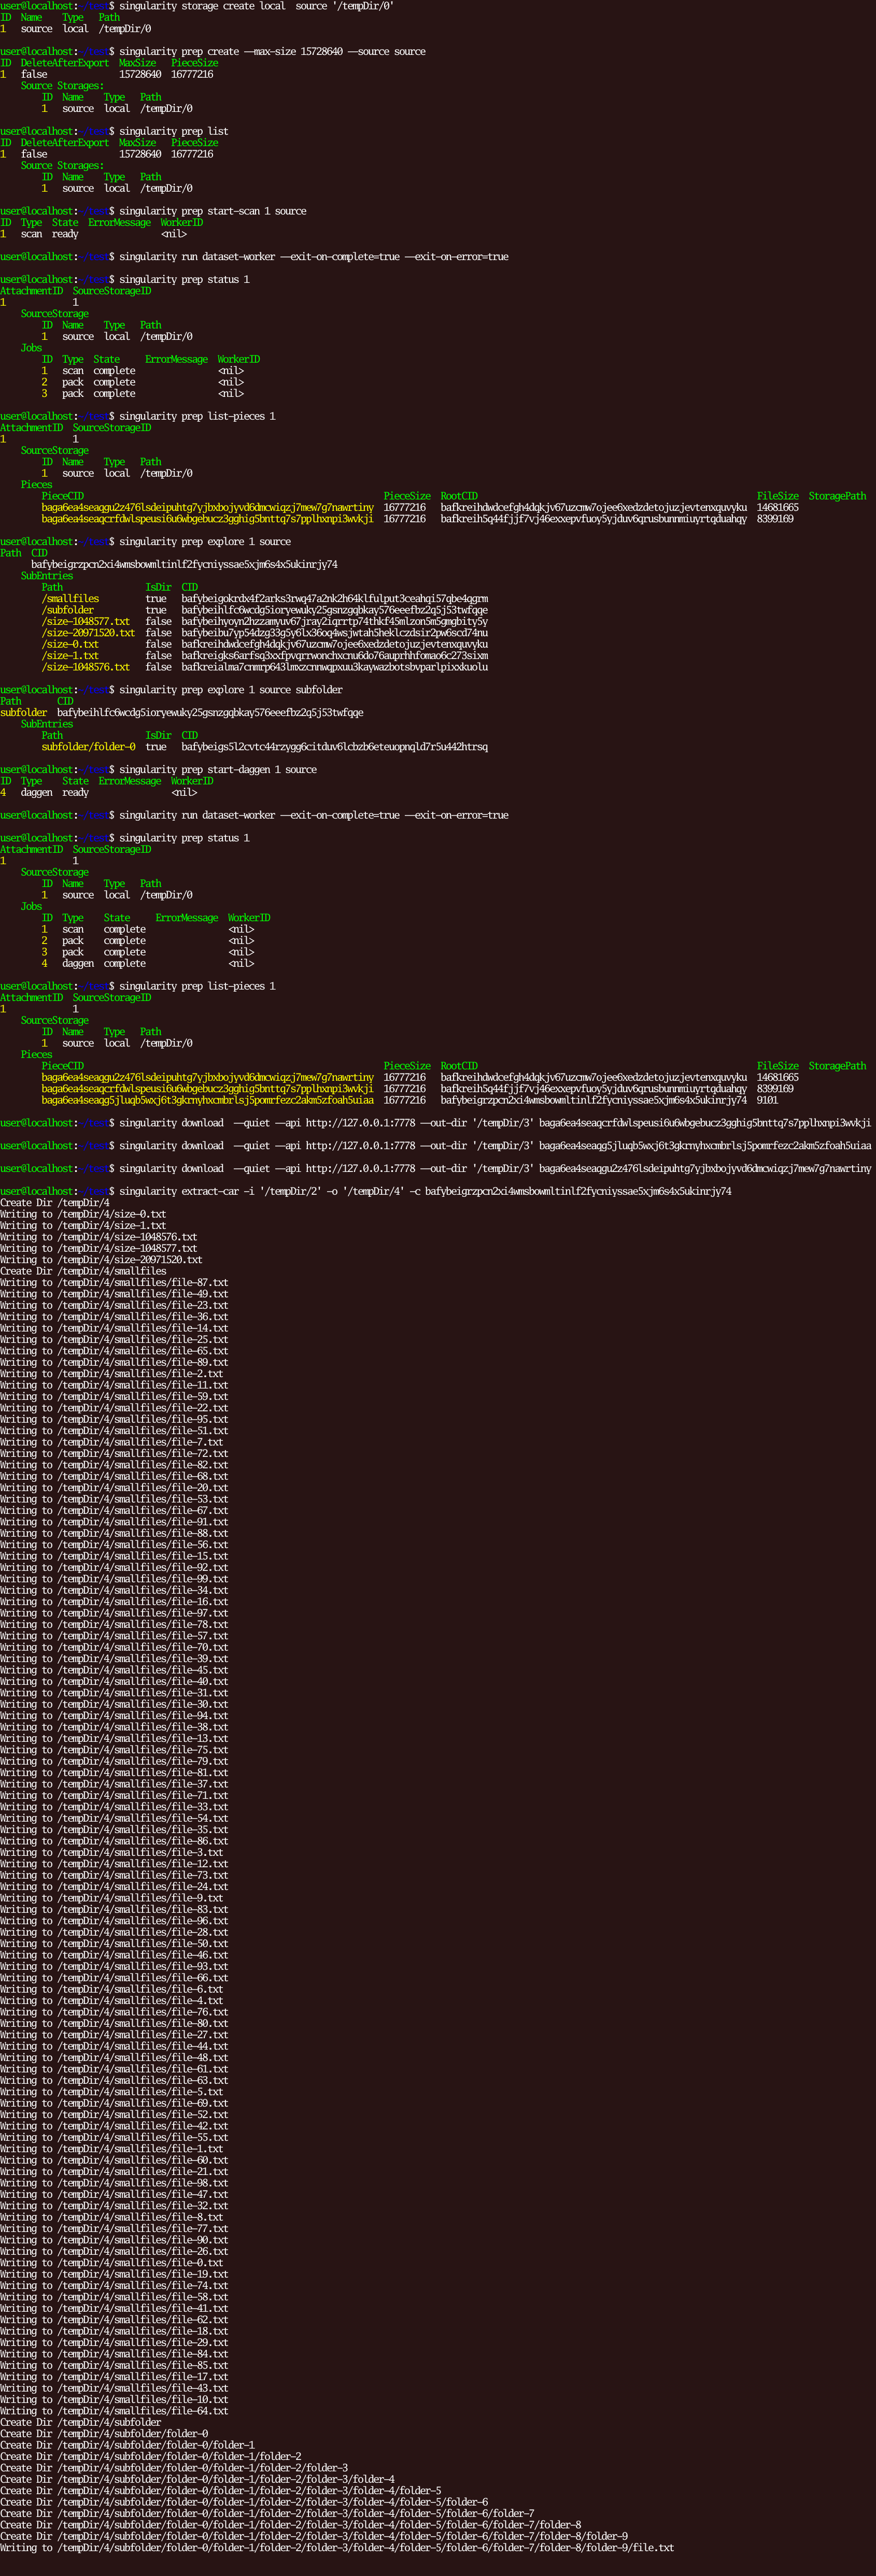 user@localhost:~/test$ singularity storage create local  source '/tempDir/0'
ID  Name    Type   Path
1   source  local  /tempDir/0
user@localhost:~/test$ singularity prep create --max-size 15728640 --source source
ID  DeleteAfterExport  MaxSize   PieceSize
1   false              15728640  16777216
    Source Storages:
        ID  Name    Type   Path
        1   source  local  /tempDir/0
user@localhost:~/test$ singularity prep list
ID  DeleteAfterExport  MaxSize   PieceSize
1   false              15728640  16777216
    Source Storages:
        ID  Name    Type   Path
        1   source  local  /tempDir/0
user@localhost:~/test$ singularity prep start-scan 1 source
ID  Type  State  ErrorMessage  WorkerID
1   scan  ready                <nil>
user@localhost:~/test$ singularity run dataset-worker --exit-on-complete=true --exit-on-error=true
user@localhost:~/test$ singularity prep status 1
AttachmentID  SourceStorageID
1             1
    SourceStorage
        ID  Name    Type   Path
        1   source  local  /tempDir/0
    Jobs
        ID  Type  State     ErrorMessage  WorkerID
        1   scan  complete                <nil>
        2   pack  complete                <nil>
        3   pack  complete                <nil>
user@localhost:~/test$ singularity prep list-pieces 1
AttachmentID  SourceStorageID
1             1
    SourceStorage
        ID  Name    Type   Path
        1   source  local  /tempDir/0
    Pieces
        PieceCID                                                          PieceSize  RootCID                                                      FileSize  StoragePath
        baga6ea4seaqgu2z476lsdeipuhtg7yjbxbojyvd6dmcwiqzj7mew7g7nawrtiny  16777216   bafkreihdwdcefgh4dqkjv67uzcmw7ojee6xedzdetojuzjevtenxquvyku  14681665
        baga6ea4seaqcrfdwlspeusi6u6wbgebucz3gghig5bnttq7s7pplhxnpi3wvkji  16777216   bafkreih5q44fjjf7vj46exxepvfuoy5yjduv6qrusbunnmiuyrtqduahqy  8399169
user@localhost:~/test$ singularity prep explore 1 source
Path  CID
      bafybeigrzpcn2xi4wmsbowmltinlf2fycniyssae5xjm6s4x5ukinrjy74
    SubEntries
        Path                IsDir  CID
        /smallfiles         true   bafybeigokrdx4f2arks3rwq47a2nk2h64klfulput3ceahqi57qbe4qgrm
        /subfolder          true   bafybeihlfc6wcdg5ioryewuky25gsnzgqbkay576eeefbz2q5j53twfqqe
        /size-1048577.txt   false  bafybeihyoyn2hzzamyuv67jray2iqrrtp74thkf45mlzon5m5gmgbity5y
        /size-20971520.txt  false  bafybeibu7yp54dzg33g5y6lx36oq4wsjwtah5heklczdsir2pw6scd74nu
        /size-0.txt         false  bafkreihdwdcefgh4dqkjv67uzcmw7ojee6xedzdetojuzjevtenxquvyku
        /size-1.txt         false  bafkreigks6arfsq3xxfpvqrrwonchxcnu6do76auprhhfomao6c273sixm
        /size-1048576.txt   false  bafkreialma7cnmrp643lmxzcnnwqpxuu3kaywazbotsbvparlpixxkuolu
user@localhost:~/test$ singularity prep explore 1 source subfolder
Path       CID
subfolder  bafybeihlfc6wcdg5ioryewuky25gsnzgqbkay576eeefbz2q5j53twfqqe
    SubEntries
        Path                IsDir  CID
        subfolder/folder-0  true   bafybeigs5l2cvtc44rzygg6citduv6lcbzb6eteuopnqld7r5u442htrsq
user@localhost:~/test$ singularity prep start-daggen 1 source
ID  Type    State  ErrorMessage  WorkerID
4   daggen  ready                <nil>
user@localhost:~/test$ singularity run dataset-worker --exit-on-complete=true --exit-on-error=true
user@localhost:~/test$ singularity prep status 1
AttachmentID  SourceStorageID
1             1
    SourceStorage
        ID  Name    Type   Path
        1   source  local  /tempDir/0
    Jobs
        ID  Type    State     ErrorMessage  WorkerID
        1   scan    complete                <nil>
        2   pack    complete                <nil>
        3   pack    complete                <nil>
        4   daggen  complete                <nil>
user@localhost:~/test$ singularity prep list-pieces 1
AttachmentID  SourceStorageID
1             1
    SourceStorage
        ID  Name    Type   Path
        1   source  local  /tempDir/0
    Pieces
        PieceCID                                                          PieceSize  RootCID                                                      FileSize  StoragePath
        baga6ea4seaqgu2z476lsdeipuhtg7yjbxbojyvd6dmcwiqzj7mew7g7nawrtiny  16777216   bafkreihdwdcefgh4dqkjv67uzcmw7ojee6xedzdetojuzjevtenxquvyku  14681665
        baga6ea4seaqcrfdwlspeusi6u6wbgebucz3gghig5bnttq7s7pplhxnpi3wvkji  16777216   bafkreih5q44fjjf7vj46exxepvfuoy5yjduv6qrusbunnmiuyrtqduahqy  8399169
        baga6ea4seaqg5jluqb5wxj6t3gkrnyhxcmbrlsj5pomrfezc2akm5zfoah5uiaa  16777216   bafybeigrzpcn2xi4wmsbowmltinlf2fycniyssae5xjm6s4x5ukinrjy74  9101
user@localhost:~/test$ singularity download  --quiet --api http://127.0.0.1:7778 --out-dir '/tempDir/3' baga6ea4seaqcrfdwlspeusi6u6wbgebucz3gghig5bnttq7s7pplhxnpi3wvkji
user@localhost:~/test$ singularity download  --quiet --api http://127.0.0.1:7778 --out-dir '/tempDir/3' baga6ea4seaqg5jluqb5wxj6t3gkrnyhxcmbrlsj5pomrfezc2akm5zfoah5uiaa
user@localhost:~/test$ singularity download  --quiet --api http://127.0.0.1:7778 --out-dir '/tempDir/3' baga6ea4seaqgu2z476lsdeipuhtg7yjbxbojyvd6dmcwiqzj7mew7g7nawrtiny
user@localhost:~/test$ singularity extract-car -i '/tempDir/2' -o '/tempDir/4' -c bafybeigrzpcn2xi4wmsbowmltinlf2fycniyssae5xjm6s4x5ukinrjy74
Create Dir /tempDir/4
Writing to /tempDir/4/size-0.txt
Writing to /tempDir/4/size-1.txt
Writing to /tempDir/4/size-1048576.txt
Writing to /tempDir/4/size-1048577.txt
Writing to /tempDir/4/size-20971520.txt
Create Dir /tempDir/4/smallfiles
Writing to /tempDir/4/smallfiles/file-87.txt
Writing to /tempDir/4/smallfiles/file-49.txt
Writing to /tempDir/4/smallfiles/file-23.txt
Writing to /tempDir/4/smallfiles/file-36.txt
Writing to /tempDir/4/smallfiles/file-14.txt
Writing to /tempDir/4/smallfiles/file-25.txt
Writing to /tempDir/4/smallfiles/file-65.txt
Writing to /tempDir/4/smallfiles/file-89.txt
Writing to /tempDir/4/smallfiles/file-2.txt
Writing to /tempDir/4/smallfiles/file-11.txt
Writing to /tempDir/4/smallfiles/file-59.txt
Writing to /tempDir/4/smallfiles/file-22.txt
Writing to /tempDir/4/smallfiles/file-95.txt
Writing to /tempDir/4/smallfiles/file-51.txt
Writing to /tempDir/4/smallfiles/file-7.txt
Writing to /tempDir/4/smallfiles/file-72.txt
Writing to /tempDir/4/smallfiles/file-82.txt
Writing to /tempDir/4/smallfiles/file-68.txt
Writing to /tempDir/4/smallfiles/file-20.txt
Writing to /tempDir/4/smallfiles/file-53.txt
Writing to /tempDir/4/smallfiles/file-67.txt
Writing to /tempDir/4/smallfiles/file-91.txt
Writing to /tempDir/4/smallfiles/file-88.txt
Writing to /tempDir/4/smallfiles/file-56.txt
Writing to /tempDir/4/smallfiles/file-15.txt
Writing to /tempDir/4/smallfiles/file-92.txt
Writing to /tempDir/4/smallfiles/file-99.txt
Writing to /tempDir/4/smallfiles/file-34.txt
Writing to /tempDir/4/smallfiles/file-16.txt
Writing to /tempDir/4/smallfiles/file-97.txt
Writing to /tempDir/4/smallfiles/file-78.txt
Writing to /tempDir/4/smallfiles/file-57.txt
Writing to /tempDir/4/smallfiles/file-70.txt
Writing to /tempDir/4/smallfiles/file-39.txt
Writing to /tempDir/4/smallfiles/file-45.txt
Writing to /tempDir/4/smallfiles/file-40.txt
Writing to /tempDir/4/smallfiles/file-31.txt
Writing to /tempDir/4/smallfiles/file-30.txt
Writing to /tempDir/4/smallfiles/file-94.txt
Writing to /tempDir/4/smallfiles/file-38.txt
Writing to /tempDir/4/smallfiles/file-13.txt
Writing to /tempDir/4/smallfiles/file-75.txt
Writing to /tempDir/4/smallfiles/file-79.txt
Writing to /tempDir/4/smallfiles/file-81.txt
Writing to /tempDir/4/smallfiles/file-37.txt
Writing to /tempDir/4/smallfiles/file-71.txt
Writing to /tempDir/4/smallfiles/file-33.txt
Writing to /tempDir/4/smallfiles/file-54.txt
Writing to /tempDir/4/smallfiles/file-35.txt
Writing to /tempDir/4/smallfiles/file-86.txt
Writing to /tempDir/4/smallfiles/file-3.txt
Writing to /tempDir/4/smallfiles/file-12.txt
Writing to /tempDir/4/smallfiles/file-73.txt
Writing to /tempDir/4/smallfiles/file-24.txt
Writing to /tempDir/4/smallfiles/file-9.txt
Writing to /tempDir/4/smallfiles/file-83.txt
Writing to /tempDir/4/smallfiles/file-96.txt
Writing to /tempDir/4/smallfiles/file-28.txt
Writing to /tempDir/4/smallfiles/file-50.txt
Writing to /tempDir/4/smallfiles/file-46.txt
Writing to /tempDir/4/smallfiles/file-93.txt
Writing to /tempDir/4/smallfiles/file-66.txt
Writing to /tempDir/4/smallfiles/file-6.txt
Writing to /tempDir/4/smallfiles/file-4.txt
Writing to /tempDir/4/smallfiles/file-76.txt
Writing to /tempDir/4/smallfiles/file-80.txt
Writing to /tempDir/4/smallfiles/file-27.txt
Writing to /tempDir/4/smallfiles/file-44.txt
Writing to /tempDir/4/smallfiles/file-48.txt
Writing to /tempDir/4/smallfiles/file-61.txt
Writing to /tempDir/4/smallfiles/file-63.txt
Writing to /tempDir/4/smallfiles/file-5.txt
Writing to /tempDir/4/smallfiles/file-69.txt
Writing to /tempDir/4/smallfiles/file-52.txt
Writing to /tempDir/4/smallfiles/file-42.txt
Writing to /tempDir/4/smallfiles/file-55.txt
Writing to /tempDir/4/smallfiles/file-1.txt
Writing to /tempDir/4/smallfiles/file-60.txt
Writing to /tempDir/4/smallfiles/file-21.txt
Writing to /tempDir/4/smallfiles/file-98.txt
Writing to /tempDir/4/smallfiles/file-47.txt
Writing to /tempDir/4/smallfiles/file-32.txt
Writing to /tempDir/4/smallfiles/file-8.txt
Writing to /tempDir/4/smallfiles/file-77.txt
Writing to /tempDir/4/smallfiles/file-90.txt
Writing to /tempDir/4/smallfiles/file-26.txt
Writing to /tempDir/4/smallfiles/file-0.txt
Writing to /tempDir/4/smallfiles/file-19.txt
Writing to /tempDir/4/smallfiles/file-74.txt
Writing to /tempDir/4/smallfiles/file-58.txt
Writing to /tempDir/4/smallfiles/file-41.txt
Writing to /tempDir/4/smallfiles/file-62.txt
Writing to /tempDir/4/smallfiles/file-18.txt
Writing to /tempDir/4/smallfiles/file-29.txt
Writing to /tempDir/4/smallfiles/file-84.txt
Writing to /tempDir/4/smallfiles/file-85.txt
Writing to /tempDir/4/smallfiles/file-17.txt
Writing to /tempDir/4/smallfiles/file-43.txt
Writing to /tempDir/4/smallfiles/file-10.txt
Writing to /tempDir/4/smallfiles/file-64.txt
Create Dir /tempDir/4/subfolder
Create Dir /tempDir/4/subfolder/folder-0
Create Dir /tempDir/4/subfolder/folder-0/folder-1
Create Dir /tempDir/4/subfolder/folder-0/folder-1/folder-2
Create Dir /tempDir/4/subfolder/folder-0/folder-1/folder-2/folder-3
Create Dir /tempDir/4/subfolder/folder-0/folder-1/folder-2/folder-3/folder-4
Create Dir /tempDir/4/subfolder/folder-0/folder-1/folder-2/folder-3/folder-4/folder-5
Create Dir /tempDir/4/subfolder/folder-0/folder-1/folder-2/folder-3/folder-4/folder-5/folder-6
Create Dir /tempDir/4/subfolder/folder-0/folder-1/folder-2/folder-3/folder-4/folder-5/folder-6/folder-7
Create Dir /tempDir/4/subfolder/folder-0/folder-1/folder-2/folder-3/folder-4/folder-5/folder-6/folder-7/folder-8
Create Dir /tempDir/4/subfolder/folder-0/folder-1/folder-2/folder-3/folder-4/folder-5/folder-6/folder-7/folder-8/folder-9
Writing to /tempDir/4/subfolder/folder-0/folder-1/folder-2/folder-3/folder-4/folder-5/folder-6/folder-7/folder-8/folder-9/file.txt